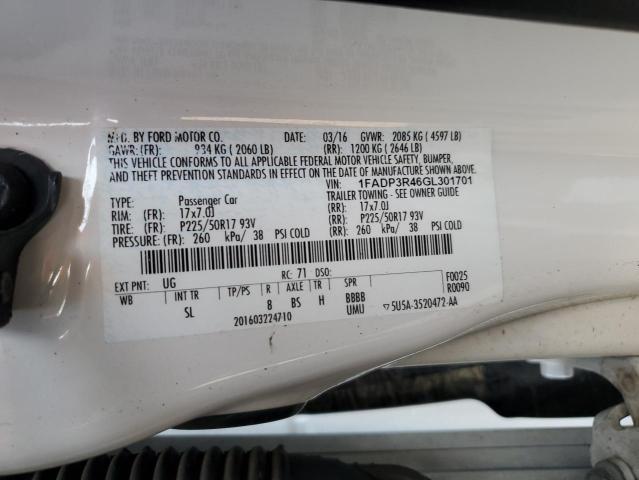 MFG. BY FORD MOTOR CO. DATE: 03/16 GVWR: 2085 KG ( 4597 LB)
GAWR: (FR): 934 KG ( 2060 LB) (RR): 1200 KG ( 2646 LB)
THIS VEHICLE CONFORMS TO ALL APPLICABLE FEDERAL MOTOR VEHICLE SAFETY, BUMPER,
AND THEFT PREVENTION STANDARDS IN EFFECT ON THE DATE OF MANUFACTURE SHOWN ABOVE.
VIN: 1FADP3R46GL301701
TYPE: Passenger Car TRAILER TOWING - SEE OWNER GUIDE
RIM: (FR): 17x7.0J (RR): 17x7.0J
TIRE: (FR): P225/50R17 93V (RR): P225/50R17 93V
PRESSURE: (FR): 260 kPa/ 38 PSI COLD (RR): 260 kPa/ 38 PSI COLD
EXT PNT: UG RC: 71 DSO: F0025
WB INT TR TP/PS R AXLE TR SPR R0090
SL 8 BS H BBBB
201603224710 UMU ▽ 5U5A-3520472-AA